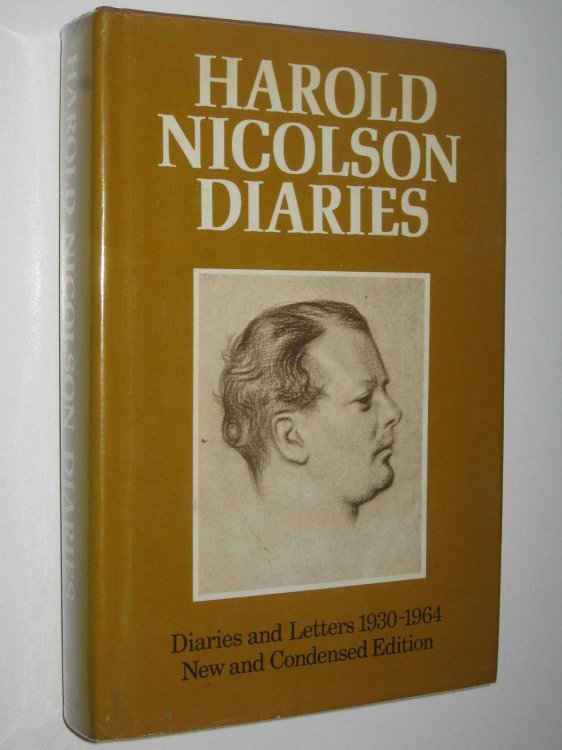 HAROLD
NICOLSON
DIARIES
Diaries and Letters 1930-1964
New and Condensed Edition
HAROLD NICOLSON DIARIES